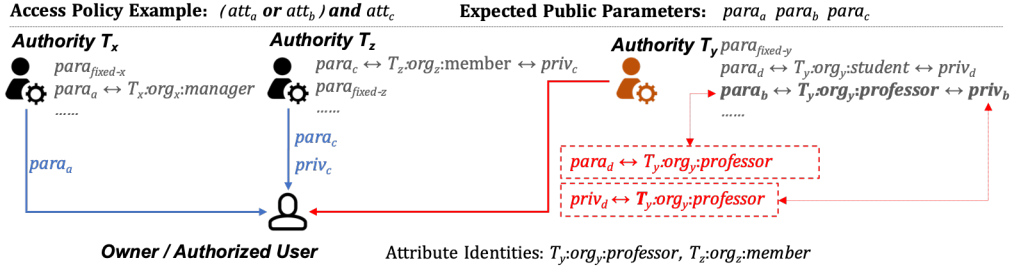 Access Policy Example: (att_a or att_b) and att_c
Expected Public Parameters: para_a para_b para_c
Authority T_x
para_fixed-x
para_a ↔ T_x:org_x:manager
......
Authority T_z
para_c ↔ T_z:org_z:member ↔ priv_c
para_fixed-z
......
Authority T_y
para_fixed-y
para_d ↔ T_y:org_y:student ↔ priv_d
para_b ↔ T_y:org_y:professor ↔ priv_b
......
para_a
para_c
priv_c
para_d ↔ T_y:org_y:professor
priv_d ↔ T_y:org_y:professor
Owner / Authorized User
Attribute Identities: T_y:org_y:professor, T_z:org_z:member